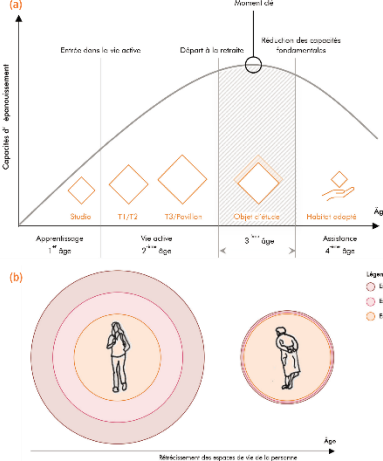 (a)
Moment clé
Entrée dans la vie active
Départ à la retraite
Réduction des capacités
fondamentales
Capacités d' épanouissement
Studio
T1/T2
T3/Pavillon
Objet d'étude
Habitat adapté
Âg
Apprentissage
1er âge
Vie active
2ème âge
3ème âge
Assistance
4ème âge
(b)
Légen
E
E
E
Âge
Rétrécissement des espaces de vie de la personne